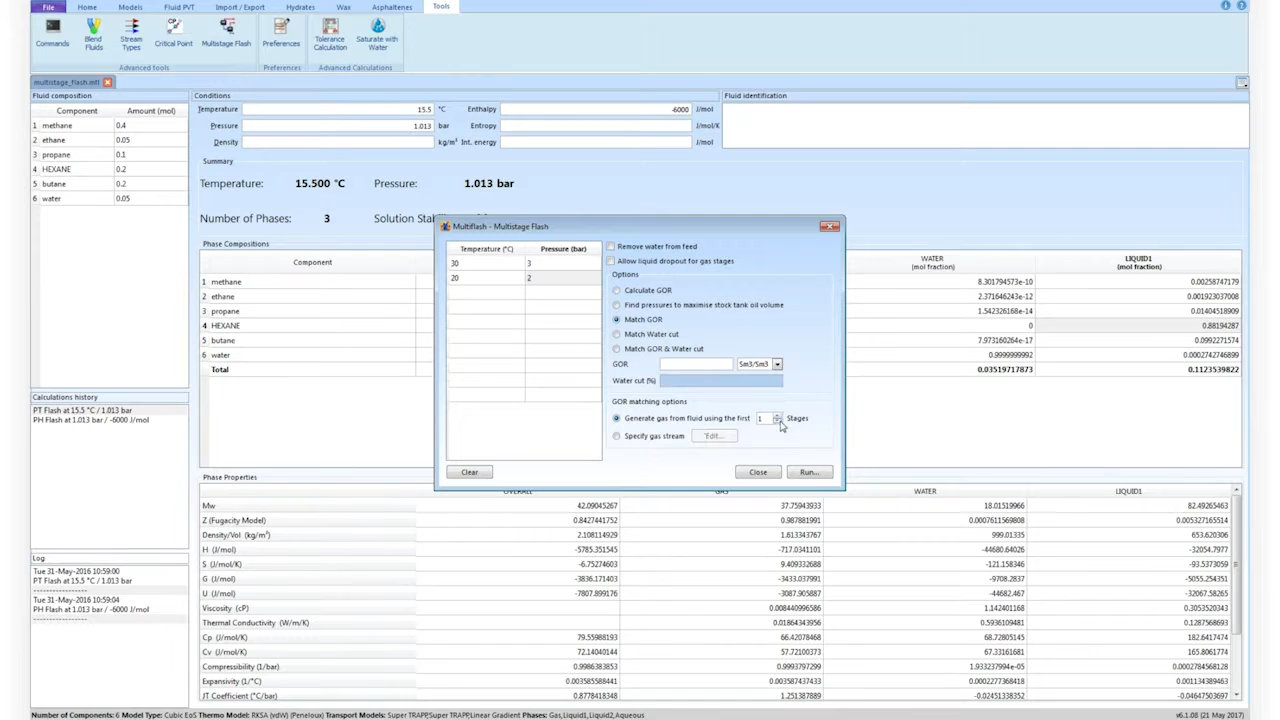 File Home Models Fluid PVT Import / Export Hydrates Wax Asphaltenes Tools
Commands Blend Fluids Stream Types Critical Point Multistage Flash Preferences Tolerance Calculation Saturate with Water
Advanced tools Preferences Advanced Calculations
multistage_flash.mfl
Fluid composition Conditions Fluid identification
Component Amount (mol)
1 methane 0.4
2 ethane 0.05
3 propane 0.1
4 HEXANE 0.2
5 butane 0.2
6 water 0.05
Temperature 15.5 °C Enthalpy -6000 J/mol
Pressure 1.013 bar Entropy J/mol/K
Density kg/m³ Int. energy J/mol
Summary
Temperature: 15.500 °C Pressure: 1.013 bar
Number of Phases: 3
Phase Compositions
Component WATER (mol fraction) LIQUID1 (mol fraction)
1 methane 8.301794573e-10 0.00258747179
2 ethane 2.371646243e-12 0.001923037008
3 propane 1.542326168e-14 0.01404518909
4 HEXANE 0 0.88194287
5 butane 7.973160264e-17 0.0992271574
6 water 0.9999999992 0.0002742746899
Total 0.03519717873 0.1123539822
Multiflash - Multistage Flash
Temperature (°C) Pressure (bar)
30 3
20 2
Remove water from feed
Allow liquid dropout for gas stages
Options
Calculate GOR
Find pressures to maximise stock tank oil volume
Match GOR
Match Water cut
Match GOR & Water cut
GOR Sm3/Sm3
Water cut (%)
GOR matching options
Generate gas from fluid using the first 1 Stages
Specify gas stream Edit...
Clear Close Run...
Calculations history
PT Flash at 15.5 °C / 1.013 bar
PH Flash at 1.013 bar / -6000 J/mol
Log
Tue 31-May-2016 10:59:00
PT Flash at 15.5 °C / 1.013 bar
-----------------
Tue 31-May-2016 10:59:04
PH Flash at 1.013 bar / -6000 J/mol
-----------------
Phase Properties
OVERALL GAS WATER LIQUID1
Mw 42.09045267 37.75943933 18.01519966 82.49265463
Z (Fugacity Model) 0.8427441752 0.987881991 0.0007611569808 0.005327165514
Density/Vol (kg/m³) 2.108114929 1.613343767 999.01335 653.620306
H (J/mol) -5785.351545 -717.0341101 -44680.64026 -32054.7977
S (J/mol/K) -6.75274603 9.409332688 -121.158346 -93.5373059
G (J/mol) -3836.171403 -3433.037991 -9708.2837 -5055.254351
U (J/mol) -7807.899176 -3087.905887 -44682.467 -32067.58265
Viscosity (cP) 0.008440996586 1.142401168 0.3053520343
Thermal Conductivity (W/m/K) 0.01864343956 0.5936109481 0.1287568693
Cp (J/mol/K) 79.55988193 66.42078468 68.72805145 182.6417474
Cv (J/mol/K) 72.14040144 57.72100373 67.33161681 165.8061774
Compressibility (1/bar) 0.9986383853 0.9993797299 1.933237994e-05 0.0002784568128
Expansivity (1/°C) 0.003585588441 0.003587437433 0.0002277368418 0.001134389463
JT Coefficient (°C/bar) 0.8778418348 1.251387889 -0.02451338352 -0.04647503697
Number of Components: 6 Model Type: Cubic EoS Thermo Model: RKSA (vdW) (Peneloux) Transport Models: Super TRAPP,Super TRAPP,Linear Gradient Phases: Gas,Liquid1,Liquid2,Aqueous v6.1.08 (21 May 2017)